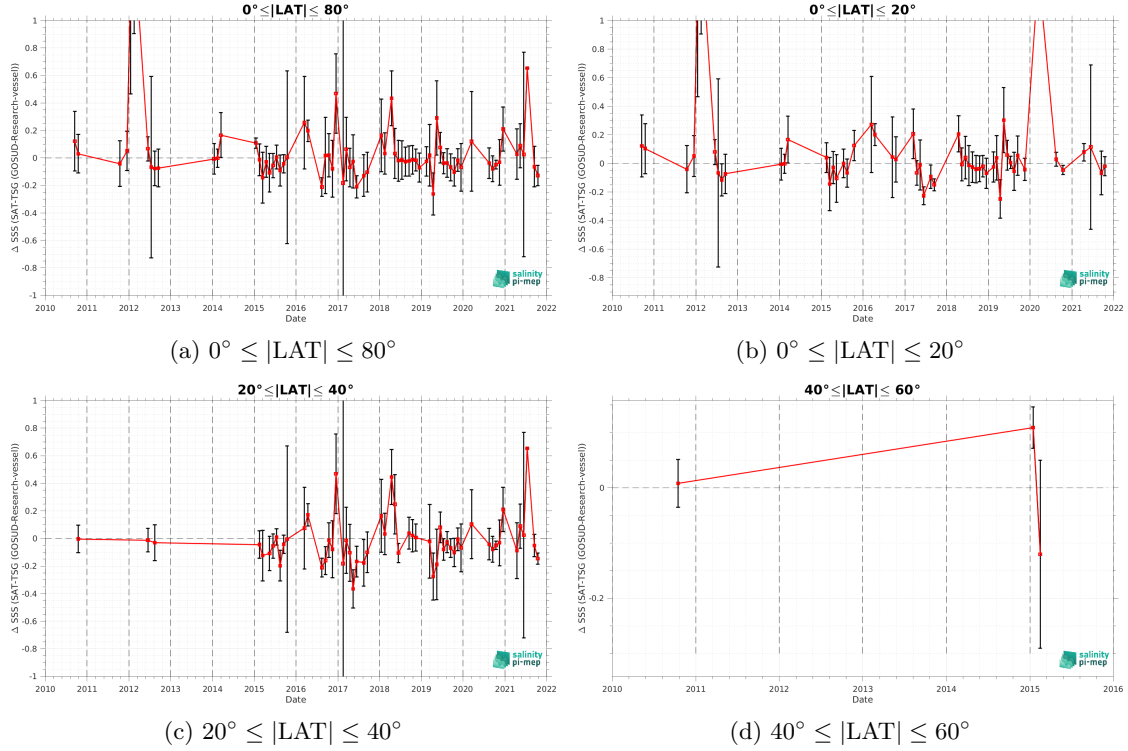 0°≤|LAT|≤ 80°
Δ SSS (SAT-TSG (GOSUD-Research-vessel))
1
0.8
0.6
0.4
0.2
0
-0.2
-0.4
-0.6
-0.8
-1
2010 2011 2012 2013 2014 2015 2016 2017 2018 2019 2020 2021 2022
Date
salinity
pi-mep
(a) 0° ≤ |LAT| ≤ 80°
0°≤|LAT|≤ 20°
Δ SSS (SAT-TSG (GOSUD-Research-vessel))
0.8
0.6
0.4
0.2
0
-0.2
-0.4
-0.6
-0.8
2010 2011 2012 2013 2014 2015 2016 2017 2018 2019 2020 2021 2022
Date
salinity
pi-mep
(b) 0° ≤ |LAT| ≤ 20°
20°≤|LAT|≤ 40°
Δ SSS (SAT-TSG (GOSUD-Research-vessel))
1
0.8
0.6
0.4
0.2
0
-0.2
-0.4
-0.6
-0.8
-1
2010 2011 2012 2013 2014 2015 2016 2017 2018 2019 2020 2021 2022
Date
salinity
pi-mep
(c) 20° ≤ |LAT| ≤ 40°
40°≤|LAT|≤ 60°
Δ SSS (SAT-TSG (GOSUD-Research-vessel))
0
-0.2
2010 2011 2012 2013 2014 2015 2016
Date
salinity
pi-mep
(d) 40° ≤ |LAT| ≤ 60°